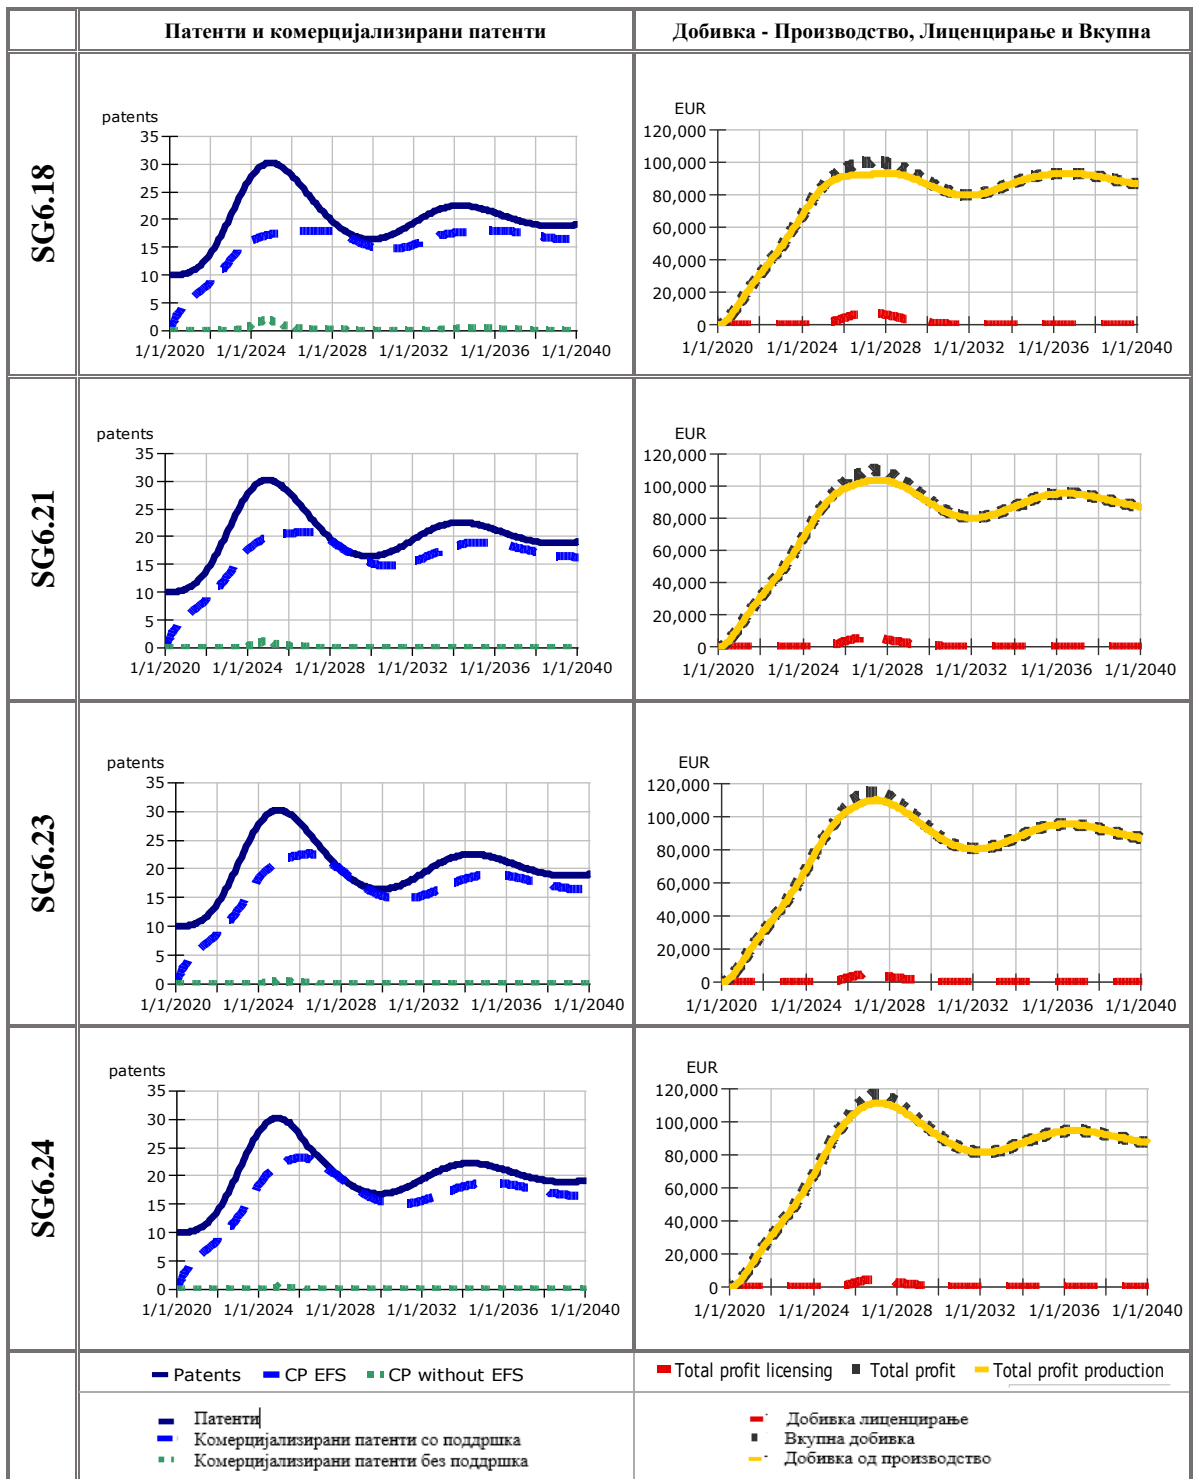 Патенти и комерцијализирани патенти
Добивка - Производство, Лиценцирање и Вкупна
SG6.18
patents
35
30
25
20
15
10
5
0
1/1/2020 1/1/2024 1/1/2028 1/1/2032 1/1/2036 1/1/2040
EUR
120,000
100,000
80,000
60,000
40,000
20,000
0
1/1/2020 1/1/2024 1/1/2028 1/1/2032 1/1/2036 1/1/2040
SG6.21
patents
35
30
25
20
15
10
5
0
1/1/2020 1/1/2024 1/1/2028 1/1/2032 1/1/2036 1/1/2040
EUR
120,000
100,000
80,000
60,000
40,000
20,000
0
1/1/2020 1/1/2024 1/1/2028 1/1/2032 1/1/2036 1/1/2040
SG6.23
patents
35
30
25
20
15
10
5
0
1/1/2020 1/1/2024 1/1/2028 1/1/2032 1/1/2036 1/1/2040
EUR
120,000
100,000
80,000
60,000
40,000
20,000
0
1/1/2020 1/1/2024 1/1/2028 1/1/2032 1/1/2036 1/1/2040
SG6.24
patents
35
30
25
20
15
10
5
0
1/1/2020 1/1/2024 1/1/2028 1/1/2032 1/1/2036 1/1/2040
EUR
120,000
100,000
80,000
60,000
40,000
20,000
0
1/1/2020 1/1/2024 1/1/2028 1/1/2032 1/1/2036 1/1/2040
Patents CP EFS CP without EFS
Total profit licensing Total profit Total profit production
Патенти
Комерцијализирани патенти со поддршка
Комерцијализирани патенти без поддршка
Добивка лиценцирање
Вкупна добивка
Добивка од производство